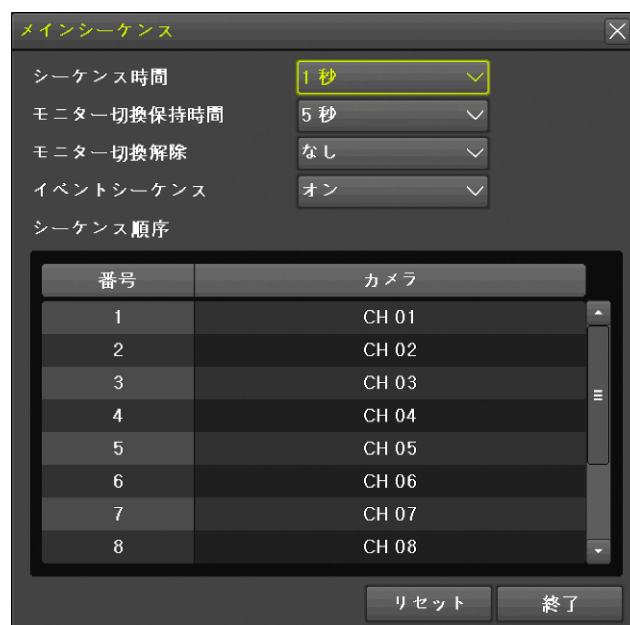 メインシーケンス
シーケンス時間 1 秒
モニター切換保持時間 5 秒
モニター切換解除 なし
イベントシーケンス オン
シーケンス順序
番号 カメラ
1 CH 01
2 CH 02
3 CH 03
4 CH 04
5 CH 05
6 CH 06
7 CH 07
8 CH 08
リセット 終了